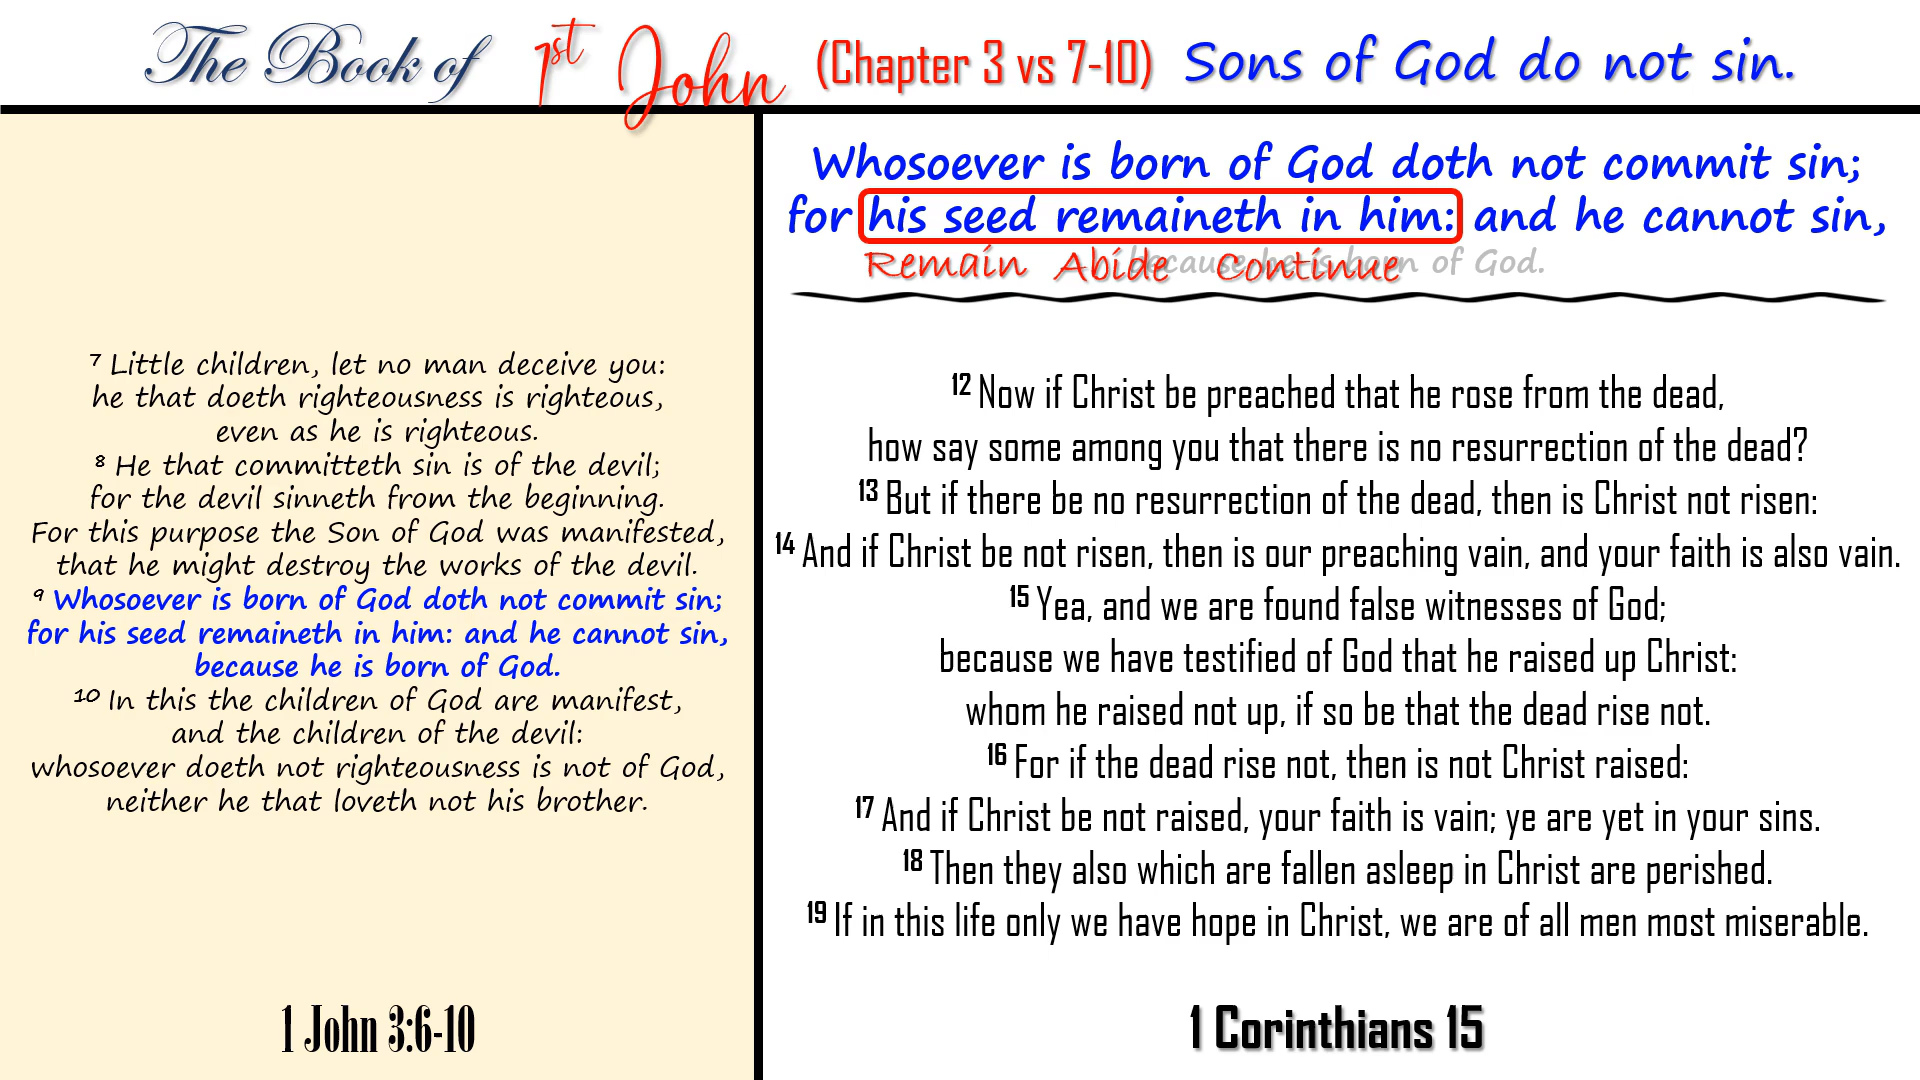 The Book of 1st John (Chapter 3 vs 7-10) Sons of God do not sin.
7 Little children, let no man deceive you:
he that doeth righteousness is righteous,
even as he is righteous.
8 He that committeth sin is of the devil;
for the devil sinneth from the beginning.
For this purpose the Son of God was manifested,
that he might destroy the works of the devil.
9 Whosoever is born of God doth not commit sin;
for his seed remaineth in him: and he cannot sin,
because he is born of God.
10 In this the children of God are manifest,
and the children of the devil:
whosoever doeth not righteousness is not of God,
neither he that loveth not his brother.
1 John 3:6-10
Whosoever is born of God doth not commit sin;
for his seed remaineth in him: and he cannot sin,
because he is born of God.
Remain Abide Continue
12 Now if Christ be preached that he rose from the dead,
how say some among you that there is no resurrection of the dead?
13 But if there be no resurrection of the dead, then is Christ not risen:
14 And if Christ be not risen, then is our preaching vain, and your faith is also vain.
15 Yea, and we are found false witnesses of God;
because we have testified of God that he raised up Christ:
whom he raised not up, if so be that the dead rise not.
16 For if the dead rise not, then is not Christ raised:
17 And if Christ be not raised, your faith is vain; ye are yet in your sins.
18 Then they also which are fallen asleep in Christ are perished.
19 If in this life only we have hope in Christ, we are of all men most miserable.
1 Corinthians 15